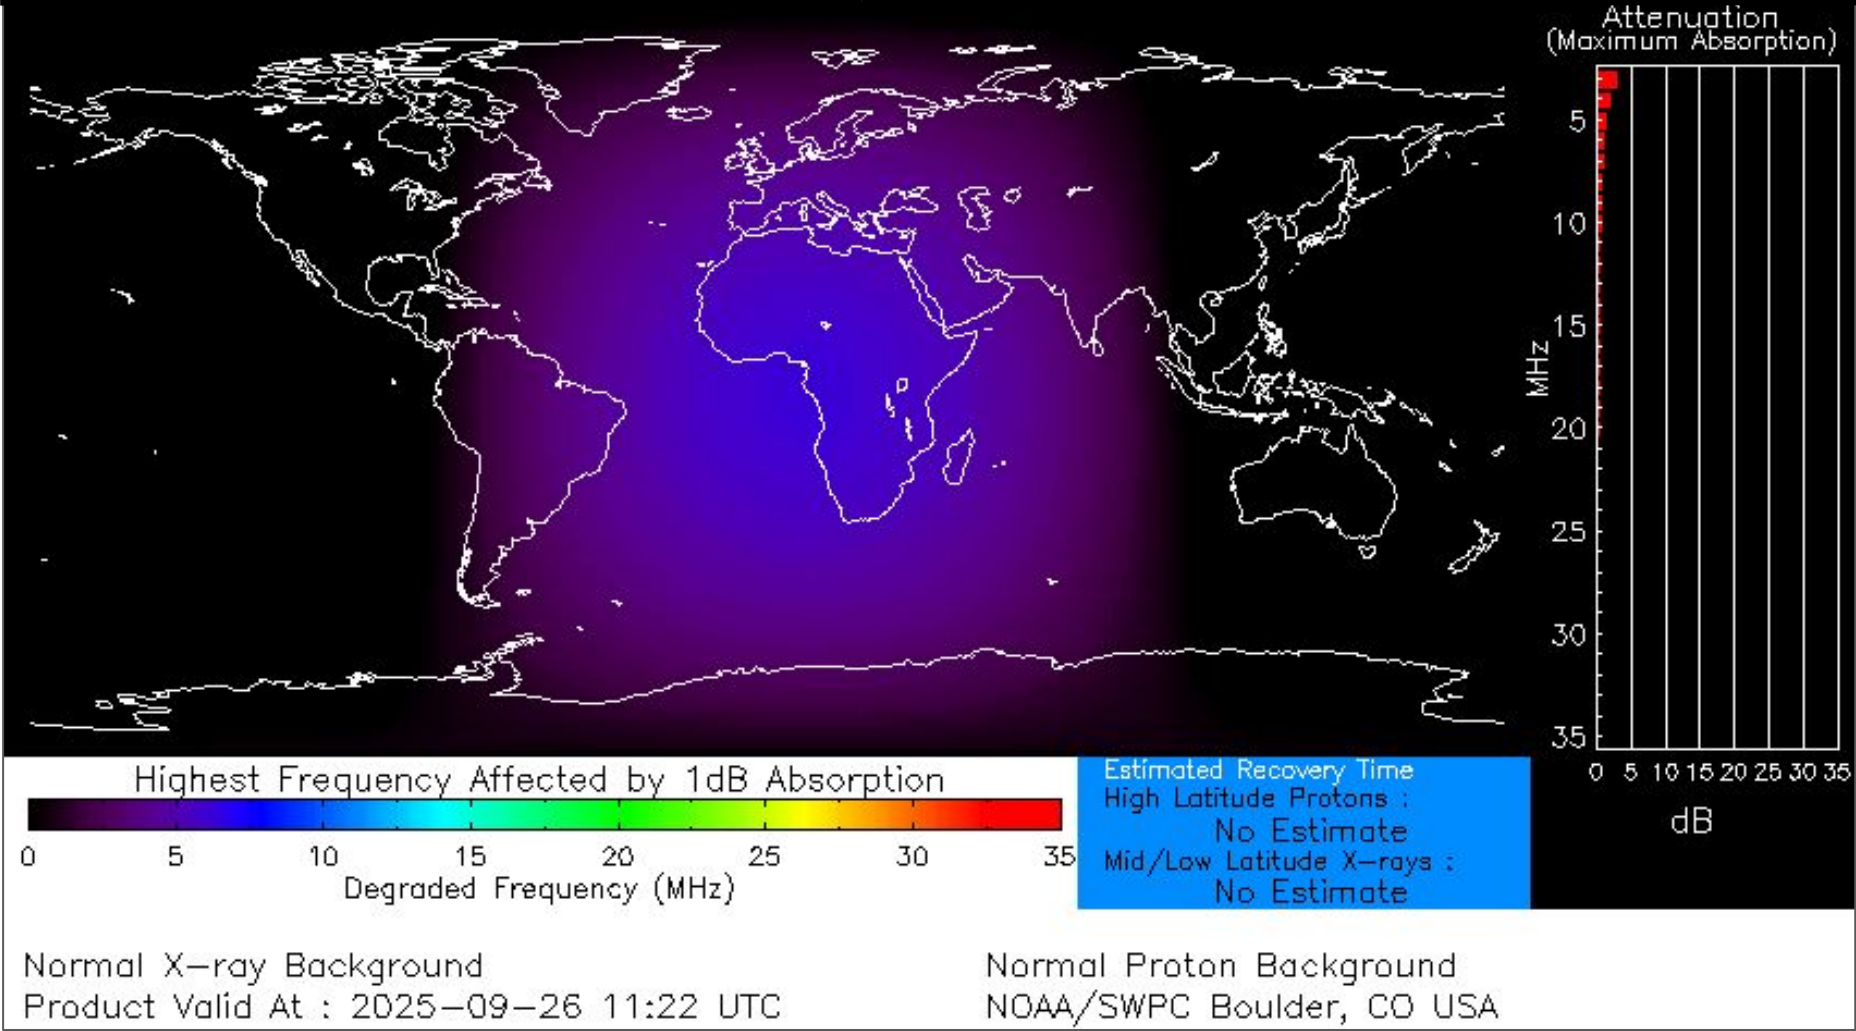 Attenuation
(Maximum Absorption)
5
10
15
20
25
30
35
MHz
0 5 10 15 20 25 30 35
dB
Highest Frequency Affected by 1dB Absorption
0 5 10 15 20 25 30 35
Degraded Frequency (MHz)
Estimated Recovery Time
High Latitude Protons :
No Estimate
Mid/Low Latitude X-rays :
No Estimate
Normal X-ray Background
Product Valid At : 2025-09-26 11:22 UTC
Normal Proton Background
NOAA/SWPC Boulder, CO USA